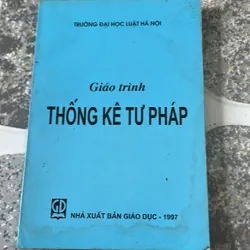 TRƯỜNG ĐẠI HỌC LUẬT HÀ NỘI
Giáo trình
THỐNG KÊ TƯ PHÁP
NHÀ XUẤT BẢN GIÁO DỤC - 1997